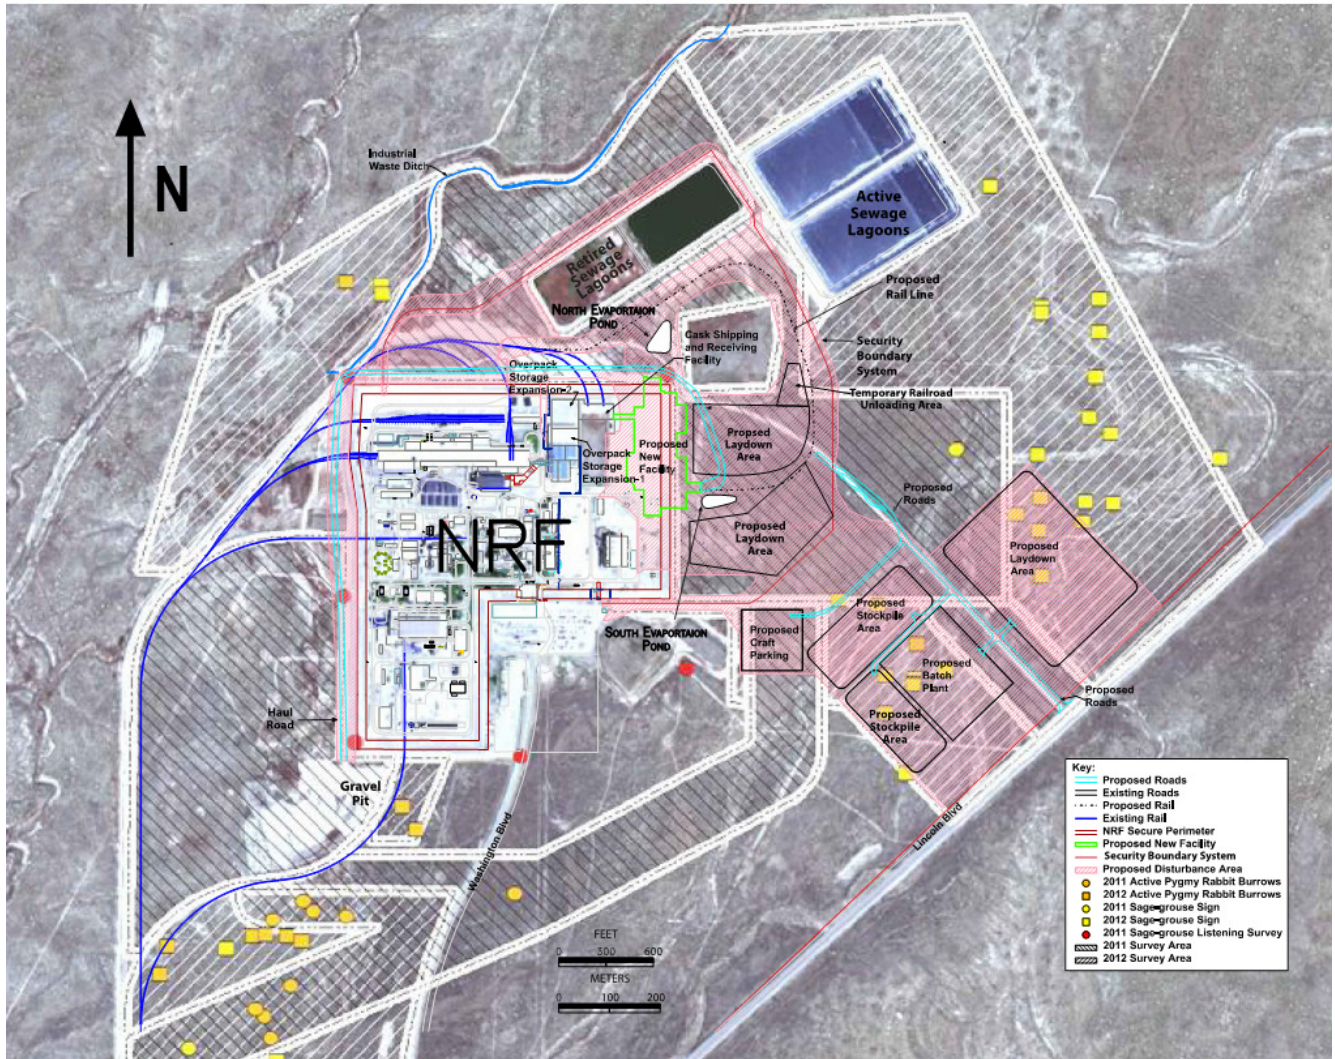 N
Industrial
Waste Ditch
Active
Sewage
Lagoons
Retired
Sewage
Lagoons
Proposed
Rail Line
NORTH EVAPORTAION
POND
Cask Shipping
and Receiving
Facility
Security
Boundary
System
Overpack
Storage
Expansion-2
Temporary Railroad
Unloading Area
Propsed
Laydown
Area
Proposed
New
Facility
Overpack
Storage
Expansion-1
Proposed
Roads
NRF
Proposed
Laydown
Area
Proposed
Laydown
Area
Proposed
Stockpile
Area
SOUTH EVAPORTAION
POND
Proposed
Craft
Parking
Proposed
Batch
Plant
Proposed
Roads
Haul
Road
Proposed
Stockpile
Area
Gravel
Pit
Washington Blvd
Lincoln Blvd
FEET
0 300 600
METERS
0 100 200
Key:
Proposed Roads
Existing Roads
Proposed Rail
Existing Rail
NRF Secure Perimeter
Proposed New Facility
Security Boundary System
Proposed Disturbance Area
2011 Active Pygmy Rabbit Burrows
2012 Active Pygmy Rabbit Burrows
2011 Sage-grouse Sign
2012 Sage-grouse Sign
2011 Sage-grouse Listening Survey
2011 Survey Area
2012 Survey Area